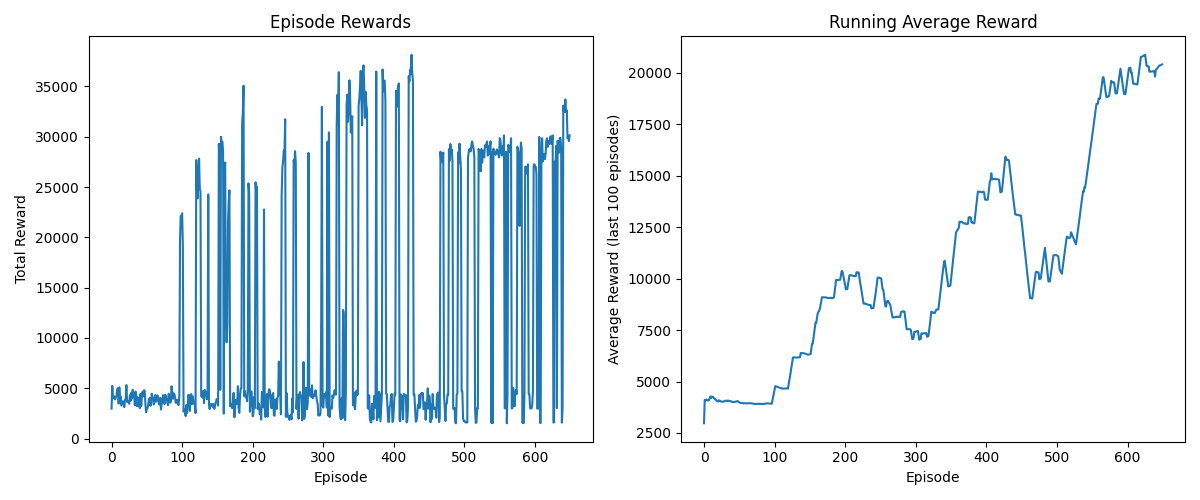 Episode Rewards
Total Reward
35000
30000
25000
20000
15000
10000
5000
0
0 100 200 300 400 500 600
Episode
Running Average Reward
Average Reward (last 100 episodes)
20000
17500
15000
12500
10000
7500
5000
2500
0 100 200 300 400 500 600
Episode